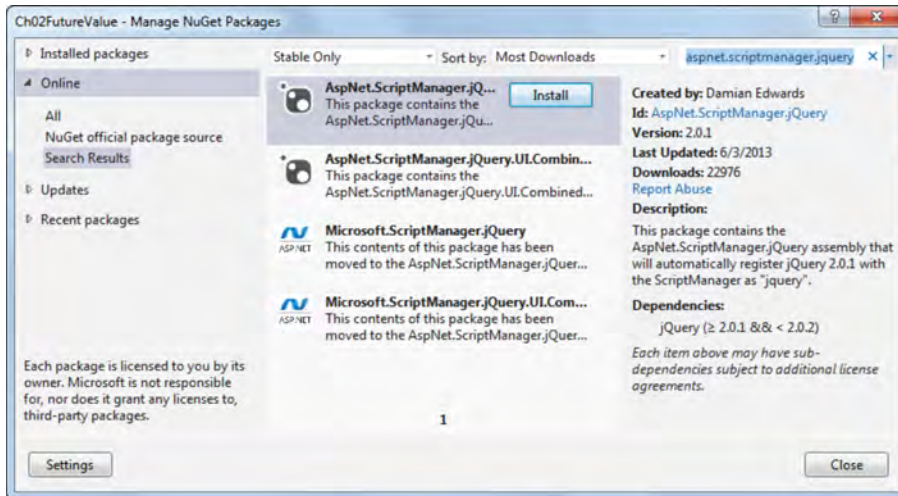 Ch02FutureValue - Manage NuGet Packages
Installed packages
Online
All
NuGet official package source
Search Results
Updates
Recent packages
Each package is licensed to you by its
owner. Microsoft is not responsible
for, nor does it grant any licenses to,
third-party packages.
Settings
Stable Only
Sort by: Most Downloads
AspNet.ScriptManager.jQ...
This package contains the
AspNet.ScriptManager.jQu...
Install
AspNet.ScriptManager.jQuery.UI.Combin...
This package contains the
AspNet.ScriptManager.jQuery.UI.Combined...
ASP.NET
Microsoft.ScriptManager.jQuery
This contents of this package has been
moved to the AspNet.ScriptManager.jQuer...
ASP.NET
Microsoft.ScriptManager.jQuery.UI.Com...
This contents of this package has been
moved to the AspNet.ScriptManager.jQuer...
1
aspnet.scriptmanager.jquery
Created by: Damian Edwards
Id: AspNet.ScriptManager.jQuery
Version: 2.0.1
Last Updated: 6/3/2013
Downloads: 22976
Report Abuse
Description:
This package contains the
AspNet.ScriptManager.jQuery assembly that
will automatically register jQuery 2.0.1 with
the ScriptManager as "jquery".
Dependencies:
jQuery (≥ 2.0.1 && < 2.0.2)
Each item above may have sub-
dependencies subject to additional license
agreements.
Close